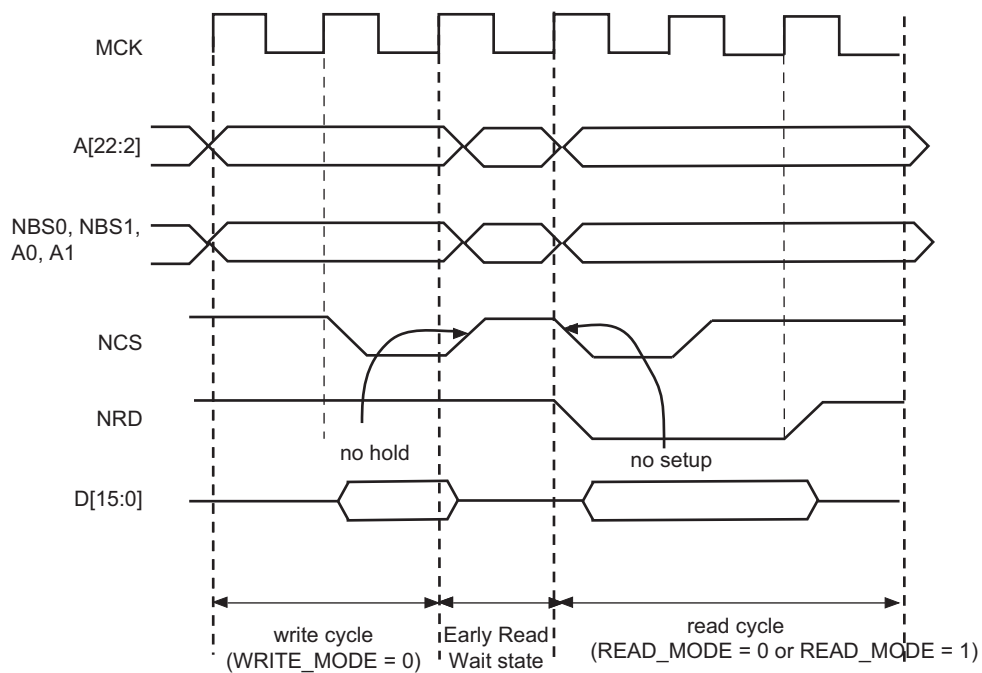 MCK
A[22:2]
NBS0, NBS1,
A0, A1
NCS
NRD
no hold
no setup
D[15:0]
write cycle
(WRITE_MODE = 0)
Early Read
Wait state
read cycle
(READ_MODE = 0 or READ_MODE = 1)